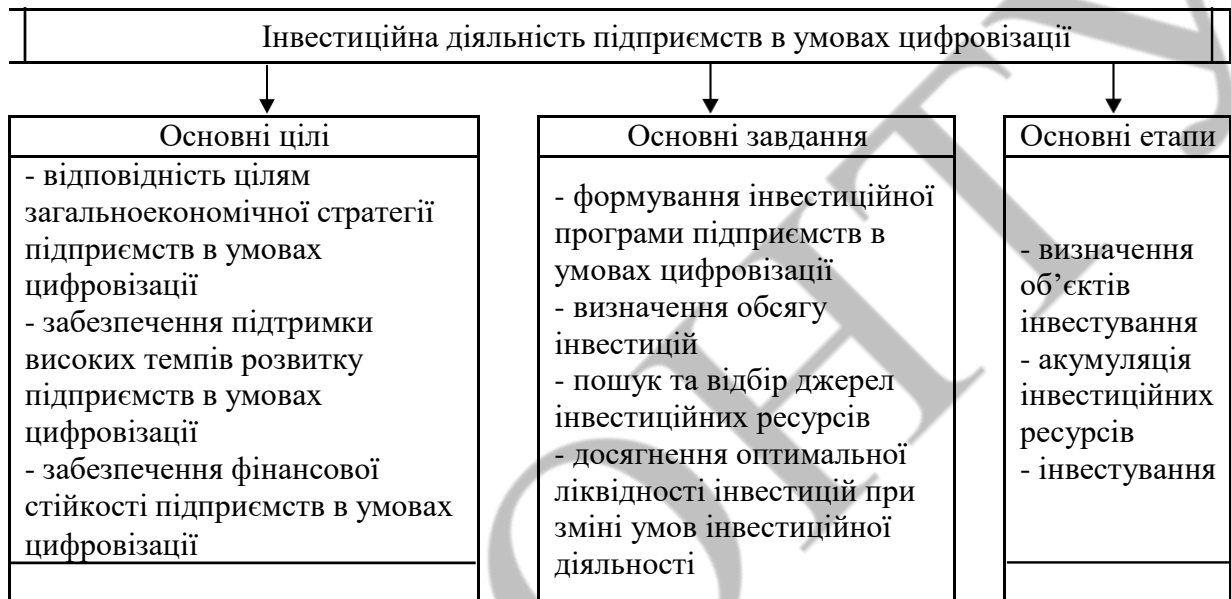 Інвестиційна діяльність підприємств в умовах цифровізації
Основні цілі
- відповідність цілям
загальноекономічної стратегії
підприємств в умовах
цифровізації
- забезпечення підтримки
високих темпів розвитку
підприємств в умовах
цифровізації
- забезпечення фінансової
стійкості підприємств в умовах
цифровізації
Основні завдання
- формування інвестиційної
програми підприємств в
умовах цифровізації
- визначення обсягу
інвестицій
- пошук та відбір джерел
інвестиційних ресурсів
- досягнення оптимальної
ліквідності інвестицій при
зміні умов інвестиційної
діяльності
Основні етапи
- визначення
об’єктів
інвестування
- акумуляція
інвестиційних
ресурсів
- інвестування
ОНТУ